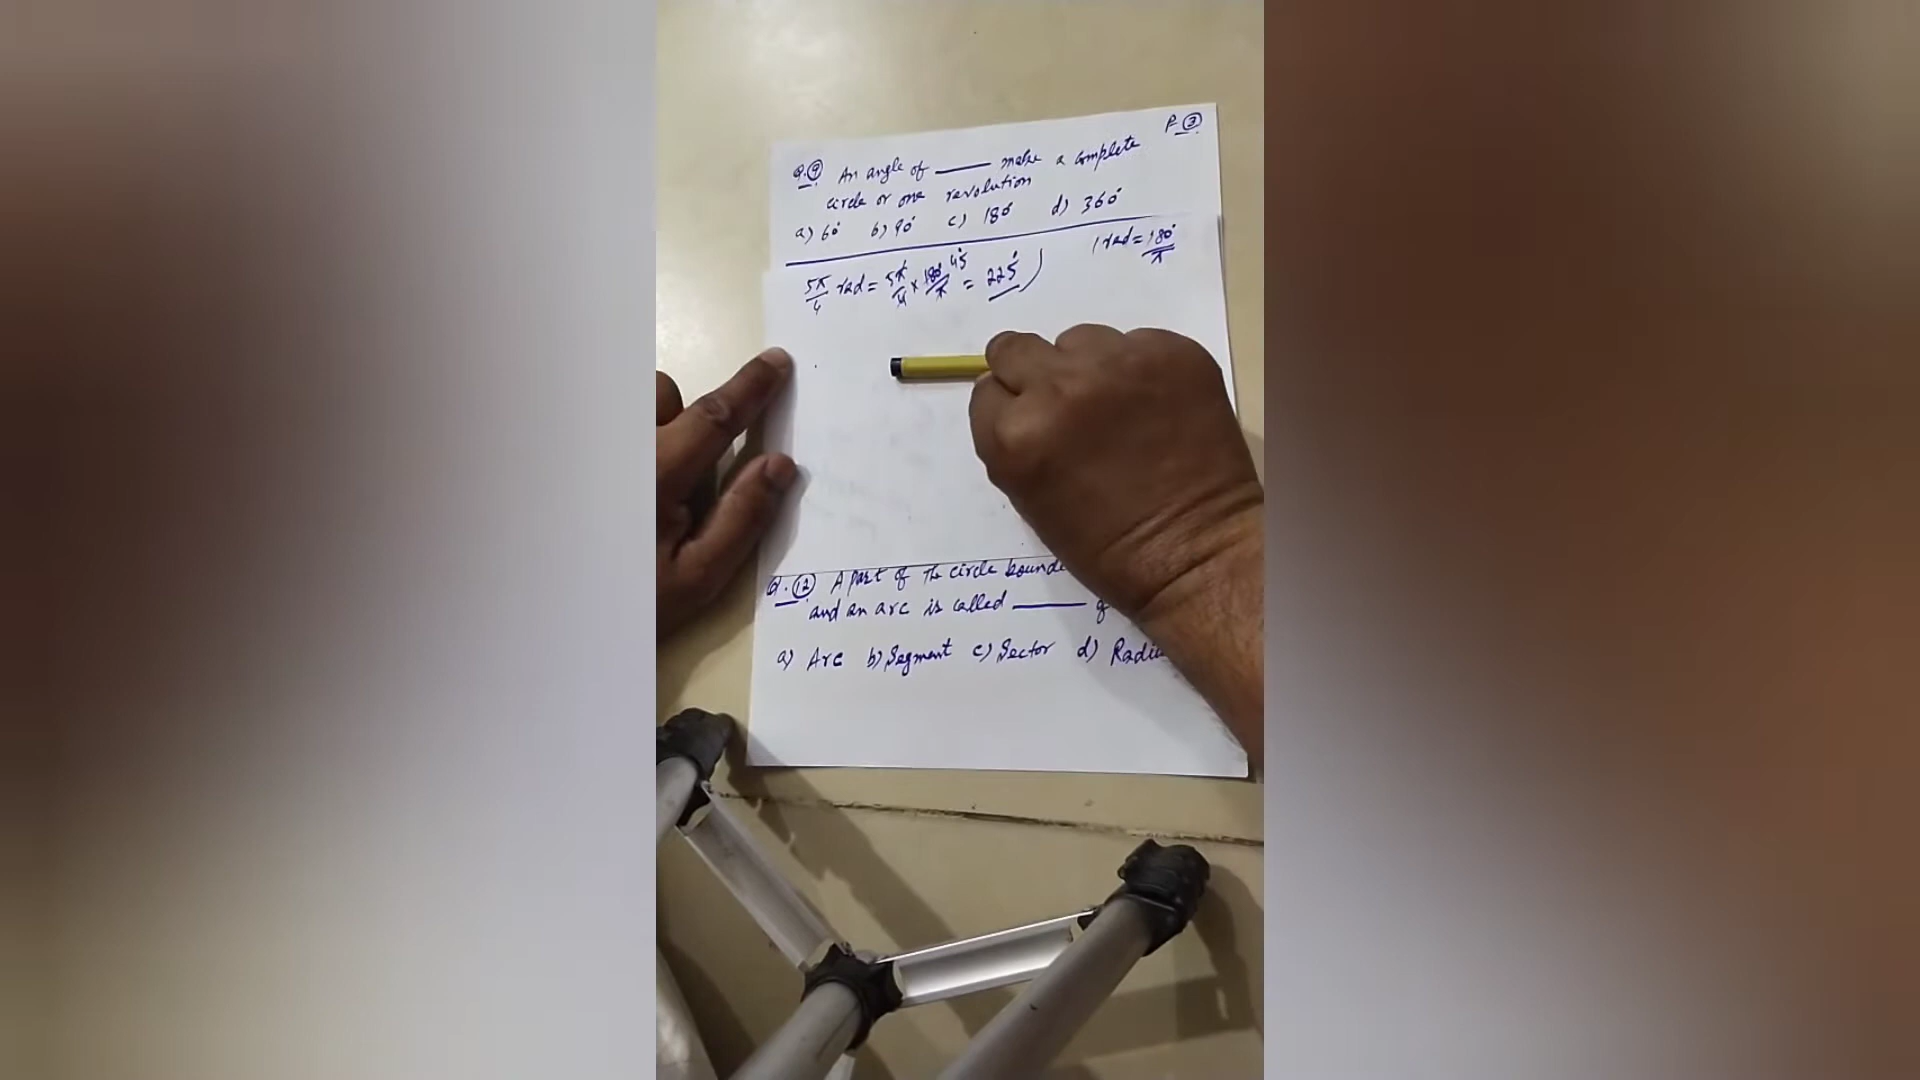 P-③
Q.⑨ An angle of ____ make a complete
circle or one revolution
a) 60° b) 90° c) 180° d) 360°
1 rad = 180°/π
5π/4 rad = 5π/4 × 180°/π 45 = 225°)
Q.⑫ A part of the circle bounde
and an arc is called ____
a) Arc b) Segment c) Sector d) Radiu